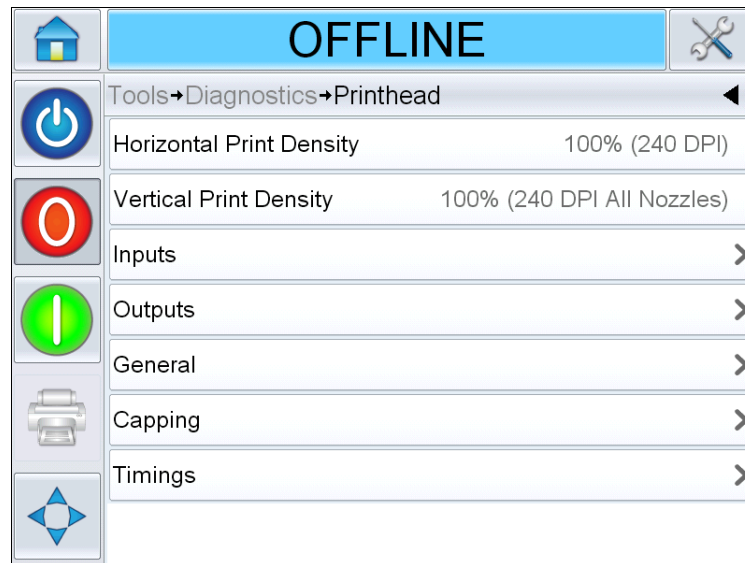 OFFLINE
Tools→Diagnostics→Printhead
Horizontal Print Density 100% (240 DPI)
Vertical Print Density 100% (240 DPI All Nozzles)
Inputs
Outputs
General
Capping
Timings